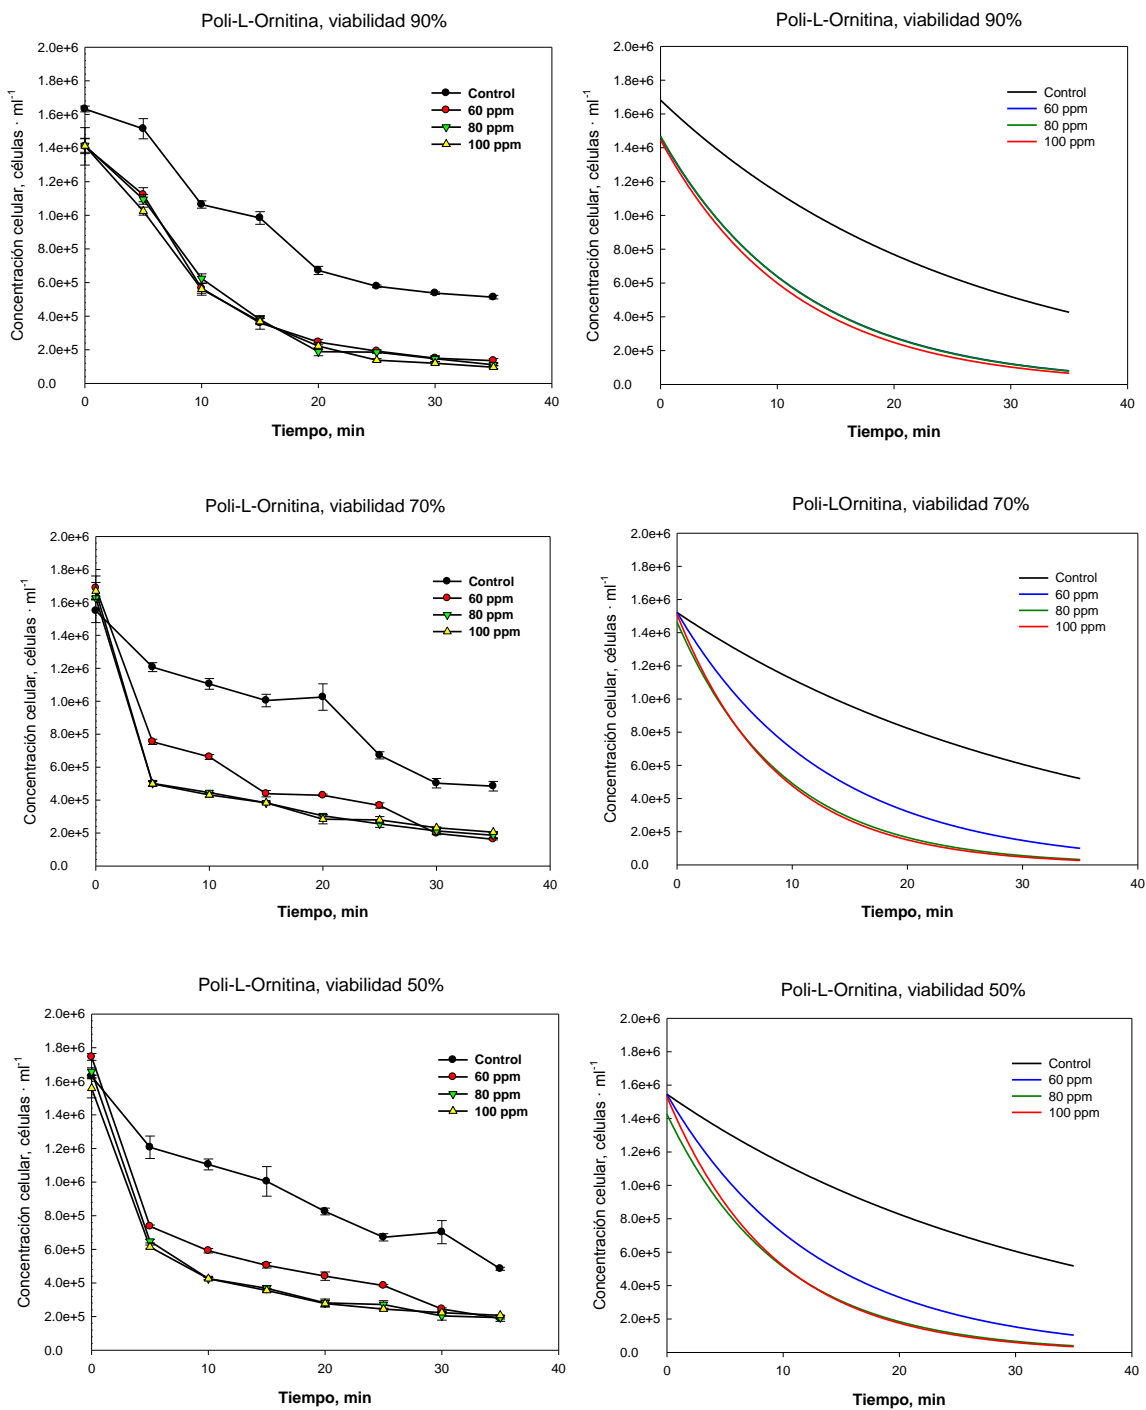 Poli-L-Ornitina, viabilidad 90%
Concentración celular, células · ml-1
2.0e+6
1.8e+6
1.6e+6
1.4e+6
1.2e+6
1.0e+6
8.0e+5
6.0e+5
4.0e+5
2.0e+5
0.0
Control
60 ppm
80 ppm
100 ppm
0 10 20 30 40
Tiempo, min
Poli-L-Ornitina, viabilidad 90%
Concentración celular, células · ml-1
2.0e+6
1.8e+6
1.6e+6
1.4e+6
1.2e+6
1.0e+6
8.0e+5
6.0e+5
4.0e+5
2.0e+5
0.0
Control
60 ppm
80 ppm
100 ppm
0 10 20 30 40
Tiempo, min
Poli-L-Ornitina, viabilidad 70%
Concentración celular, células · ml-1
2.0e+6
1.8e+6
1.6e+6
1.4e+6
1.2e+6
1.0e+6
8.0e+5
6.0e+5
4.0e+5
2.0e+5
0.0
Control
60 ppm
80 ppm
100 ppm
0 10 20 30 40
Tiempo, min
Poli-LOrnitina, viabilidad 70%
Concentración celular, células · ml-1
2.0e+6
1.8e+6
1.6e+6
1.4e+6
1.2e+6
1.0e+6
8.0e+5
6.0e+5
4.0e+5
2.0e+5
0.0
Control
60 ppm
80 ppm
100 ppm
0 10 20 30 40
Tiempo, min
Poli-L-Ornitina, viabilidad 50%
Concentración celular, células · ml-1
2.0e+6
1.8e+6
1.6e+6
1.4e+6
1.2e+6
1.0e+6
8.0e+5
6.0e+5
4.0e+5
2.0e+5
0.0
Control
60 ppm
80 ppm
100 ppm
0 10 20 30 40
Tiempo, min
Poli-L-Ornitina, viabilidad 50%
Concentración celular, células · ml-1
2.0e+6
1.8e+6
1.6e+6
1.4e+6
1.2e+6
1.0e+6
8.0e+5
6.0e+5
4.0e+5
2.0e+5
0.0
Control
60 ppm
80 ppm
100 ppm
0 10 20 30 40
Tiempo, min